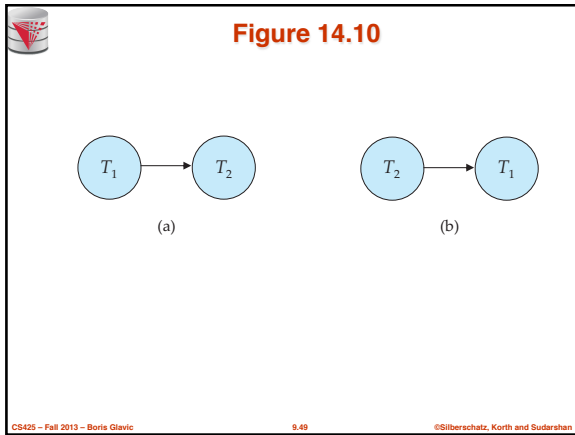 Figure 14.10
T1 T2 T2 T1
(a) (b)
CS425 – Fall 2013 – Boris Glavic 9.49 ©Silberschatz, Korth and Sudarshan